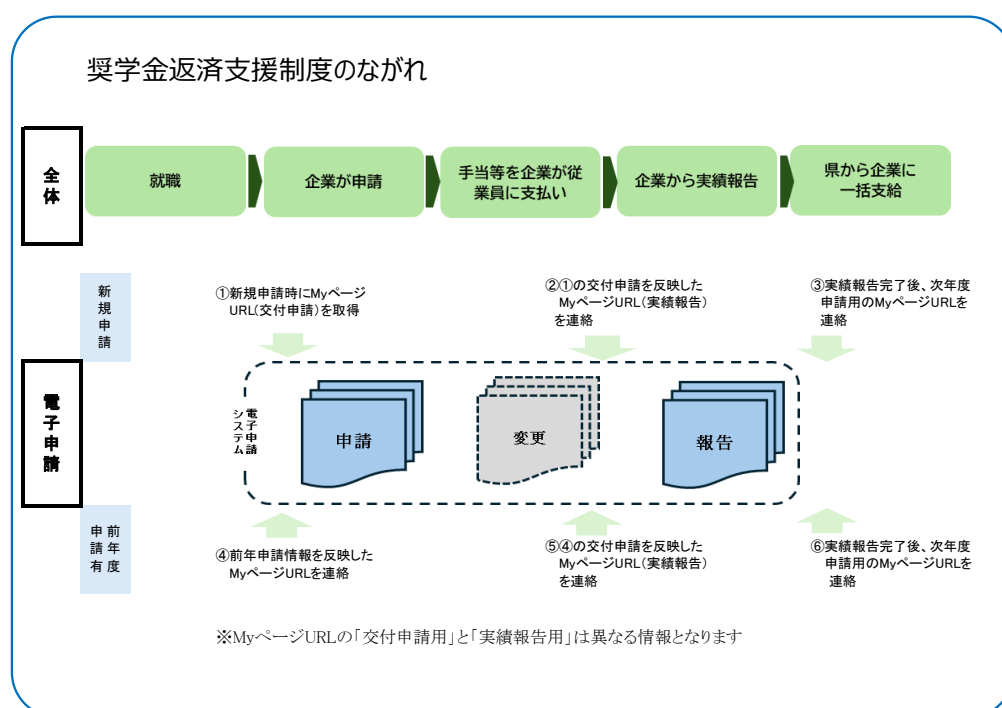 奨学金返済支援制度のながれ
全体
就職
企業が申請
手当等を企業が従
業員に支払い
企業から実績報告
県から企業に
一括支給
新規申請
①新規申請時にMyページ
URL(交付申請)を取得
②①の交付申請を反映した
MyページURL(実績報告)
を連絡
③実績報告完了後、次年度
申請用のMyページURLを
連絡
電子申請
電子申請
システム
申請
変更
報告
前年度
申請有
④前年申請情報を反映した
MyページURLを連絡
⑤④の交付申請を反映した
MyページURL(実績報告)
を連絡
⑥実績報告完了後、次年度
申請用のMyページURLを
連絡
※MyページURLの「交付申請用」と「実績報告用」は異なる情報となります